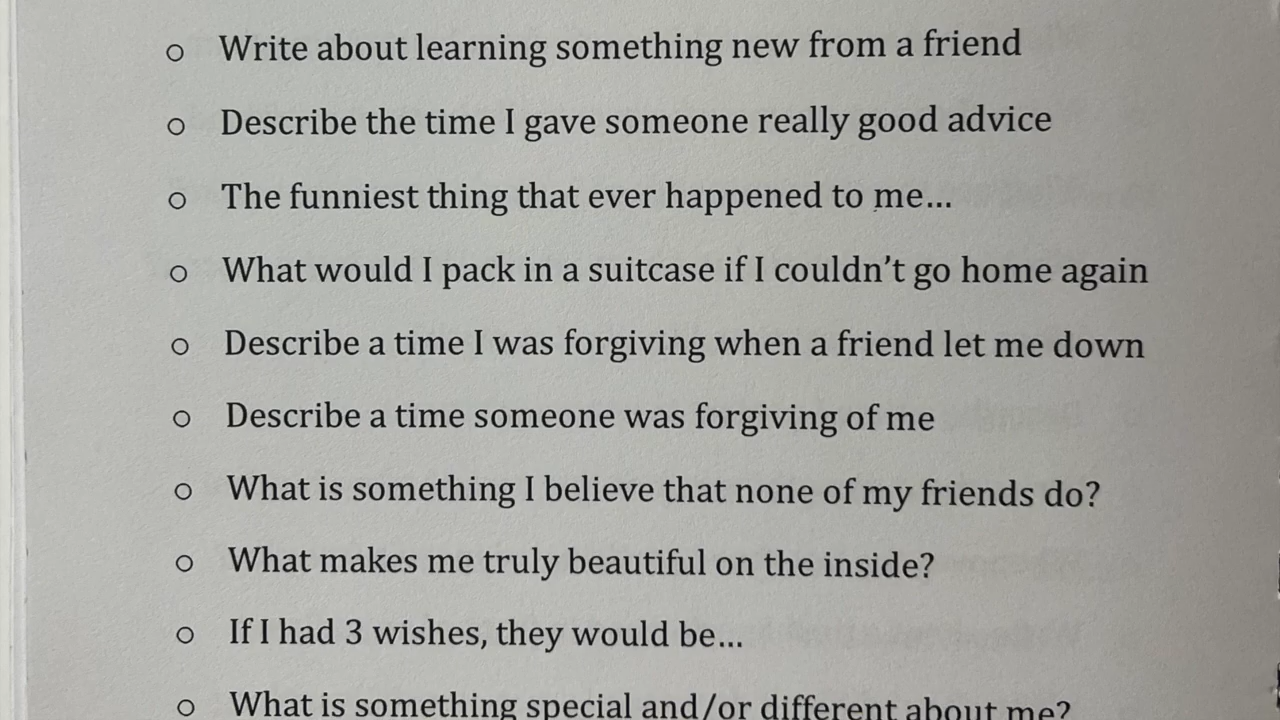 ○ Write about learning something new from a friend
○ Describe the time I gave someone really good advice
○ The funniest thing that ever happened to me...
○ What would I pack in a suitcase if I couldn’t go home again
○ Describe a time I was forgiving when a friend let me down
○ Describe a time someone was forgiving of me
○ What is something I believe that none of my friends do?
○ What makes me truly beautiful on the inside?
○ If I had 3 wishes, they would be...
○ What is something special and/or different about me?